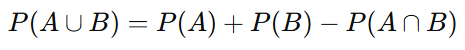 P(A ∪ B) = P(A) + P(B) − P(A ∩ B)